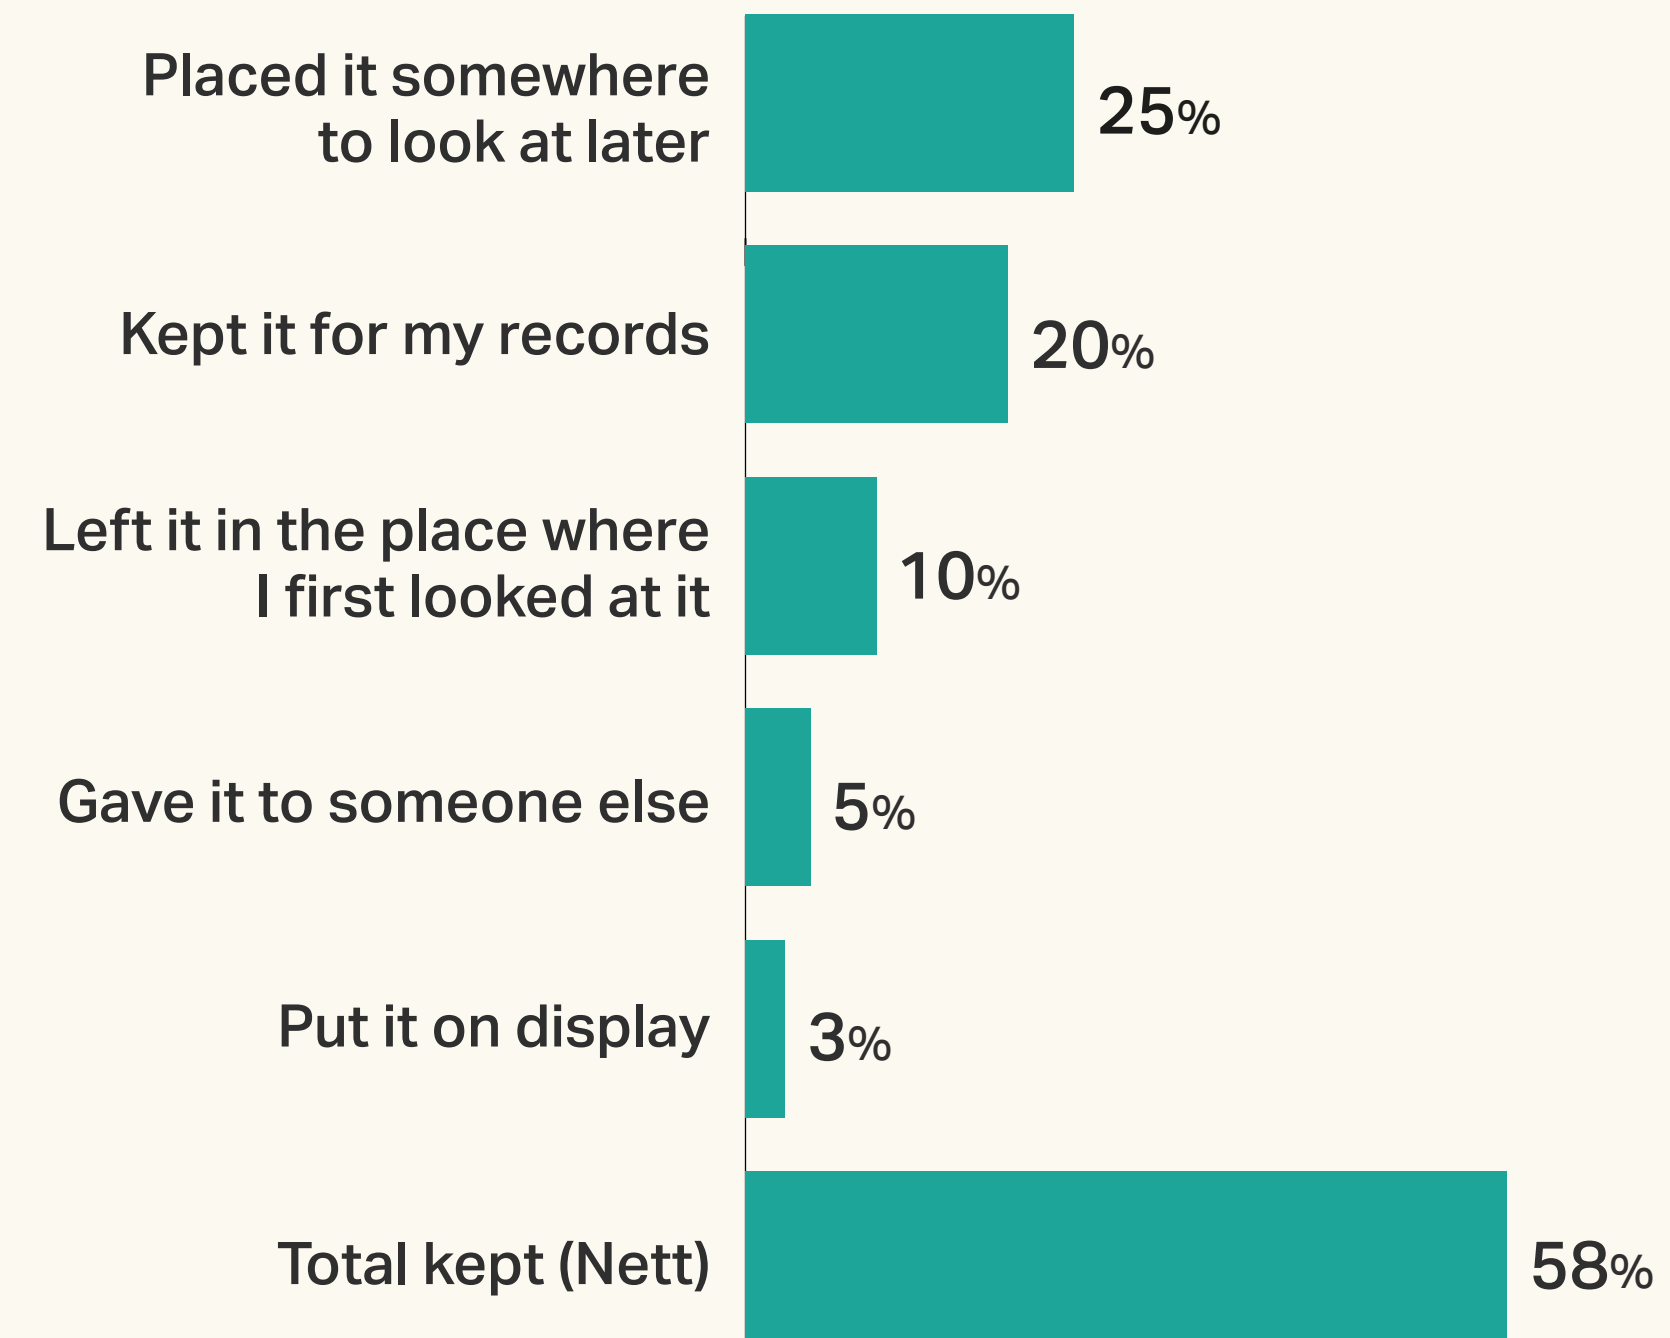 Placed it somewhere
to look at later
25%
Kept it for my records
20%
Left it in the place where
I first looked at it
10%
Gave it to someone else
5%
Put it on display
3%
Total kept (Nett)
58%